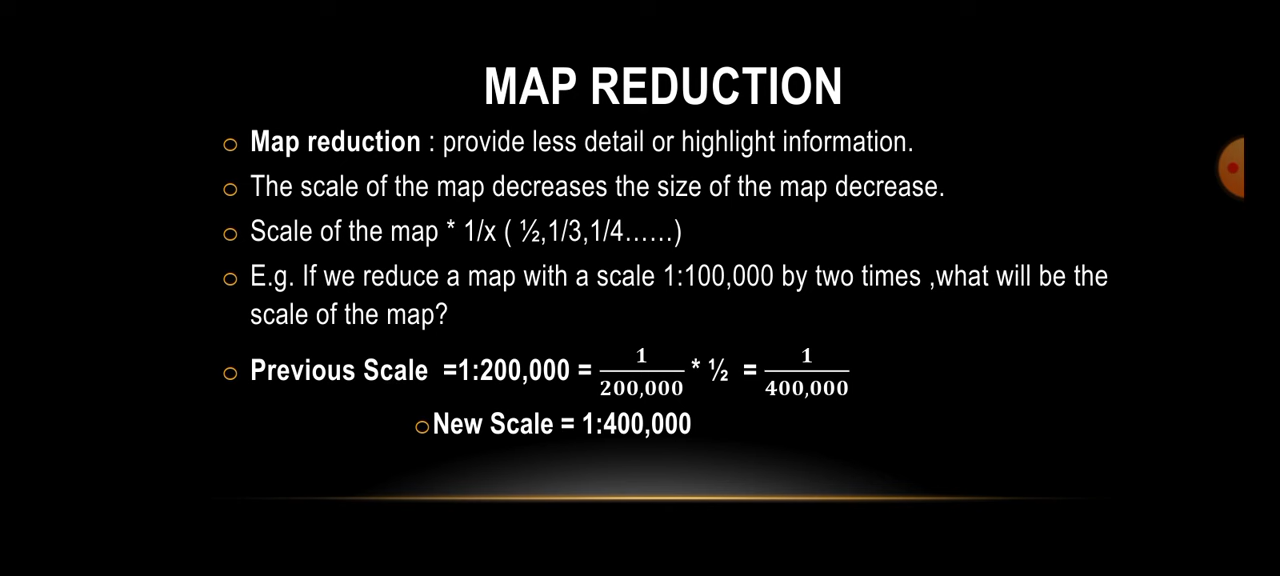 MAP REDUCTION
Map reduction : provide less detail or highlight information.
The scale of the map decreases the size of the map decrease.
Scale of the map * 1/x ( ½,1/3,1/4……)
E.g. If we reduce a map with a scale 1:100,000 by two times ,what will be the
scale of the map?
Previous Scale =1:200,000 = 1/200,000 * ½ = 1/400,000
New Scale = 1:400,000